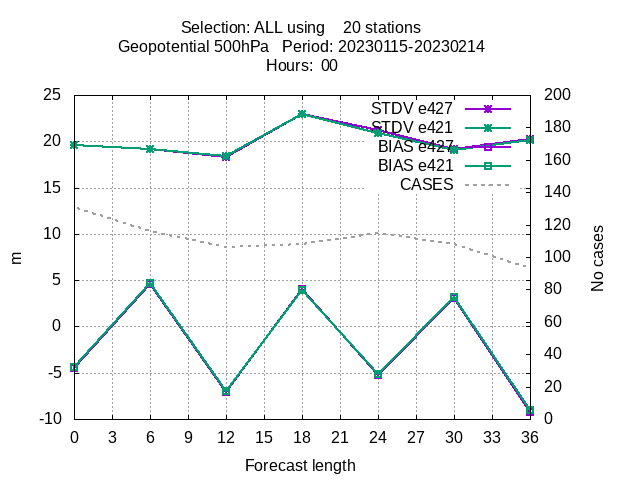 Selection: ALL using    20 stations
Geopotential 500hPa   Period: 20230115-20230214
Hours:  00
25
20
15
10
5
0
-5
-10
m
STDV e427
STDV e421
BIAS e427
BIAS e421
CASES
200
180
160
140
120
100
80
60
40
20
0
No cases
0 3 6 9 12 15 18 21 24 27 30 33 36
Forecast length